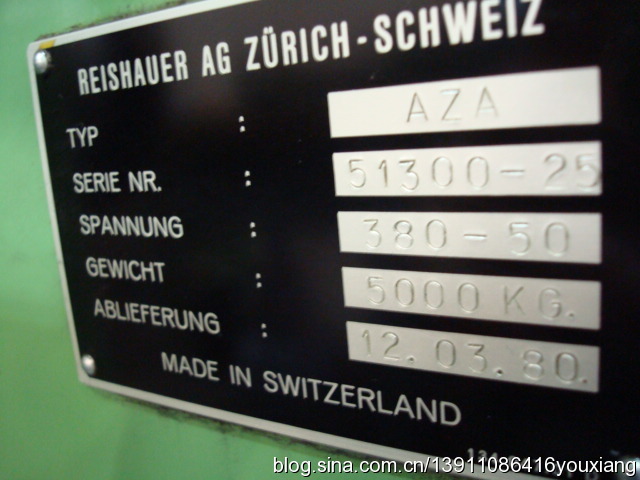 REISHAUER AG ZÜRICH-SCHWEIZ
TYP : AZA
SERIE NR. : 51300-25
SPANNUNG : 380-50
GEWICHT : 5000 KG.
ABLIEFERUNG : 12.03.80.
MADE IN SWITZERLAND
blog.sina.com.cn/13911086416youxiang